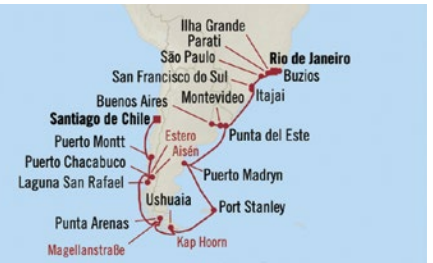 Ilha Grande
Parati
São Paulo
Rio de Janeiro
San Francisco do Sul
Buzios
Itajai
Buenos Aires
Montevideo
Santiago de Chile
Punta del Este
Puerto Montt
Estero
Aisén
Puerto Chacabuco
Laguna San Rafael
Puerto Madryn
Ushuaia
Port Stanley
Punta Arenas
Kap Hoorn
Magellanstraße